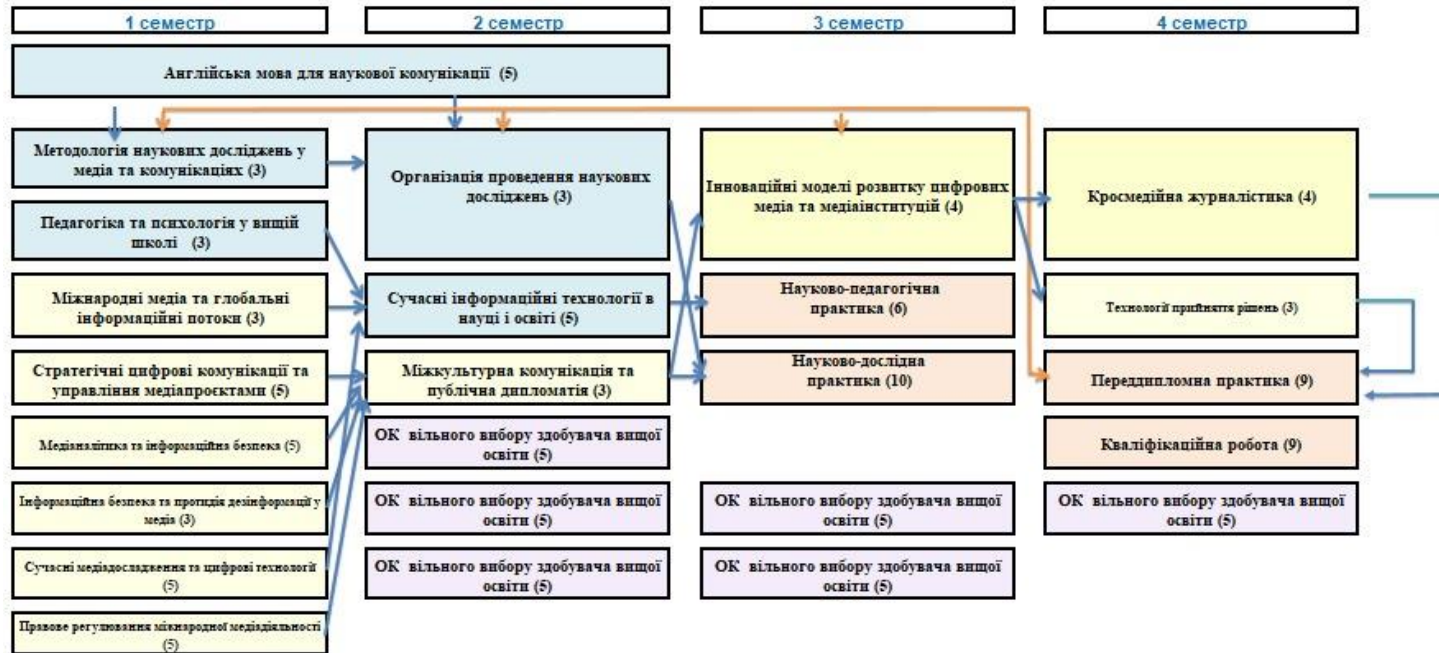 1 семестр
2 семестр
3 семестр
4 семестр
Англійська мова для наукової комунікації (5)
Методологія наукових досліджень у
медіа та комунікаціях (3)
Організація проведення наукових
досліджень (3)
Інноваційні моделі розвитку цифрових
медіа та медіаінституцій (4)
Кросмедійна журналістика (4)
Педагогіка та психологія у вищій
школі (3)
Міжнародні медіа та глобальні
інформаційні потоки (3)
Сучасні інформаційні технології в
науці і освіті (5)
Науково-педагогічна
практика (6)
Технології прийняття рішень (3)
Стратегічні цифрові комунікації та
управління медіапроєктами (5)
Міжкультурна комунікація та
публічна дипломатія (3)
Науково-дослідна
практика (10)
Переддипломна практика (9)
Медіаналітика та інформаційна безпека (5)
ОК вільного вибору здобувача вищої
освіти (5)
Кваліфікаційна робота (9)
Інформаційна безпека та протидія дезінформації у
медіа (3)
ОК вільного вибору здобувача вищої
освіти (5)
ОК вільного вибору здобувача вищої
освіти (5)
ОК вільного вибору здобувача вищої
освіти (5)
Сучасні медіадосладження та цифрові технології
(5)
ОК вільного вибору здобувача вищої
освіти (5)
ОК вільного вибору здобувача вищої
освіти (5)
Правове регулювання міжнародної медіадіяльності
(5)